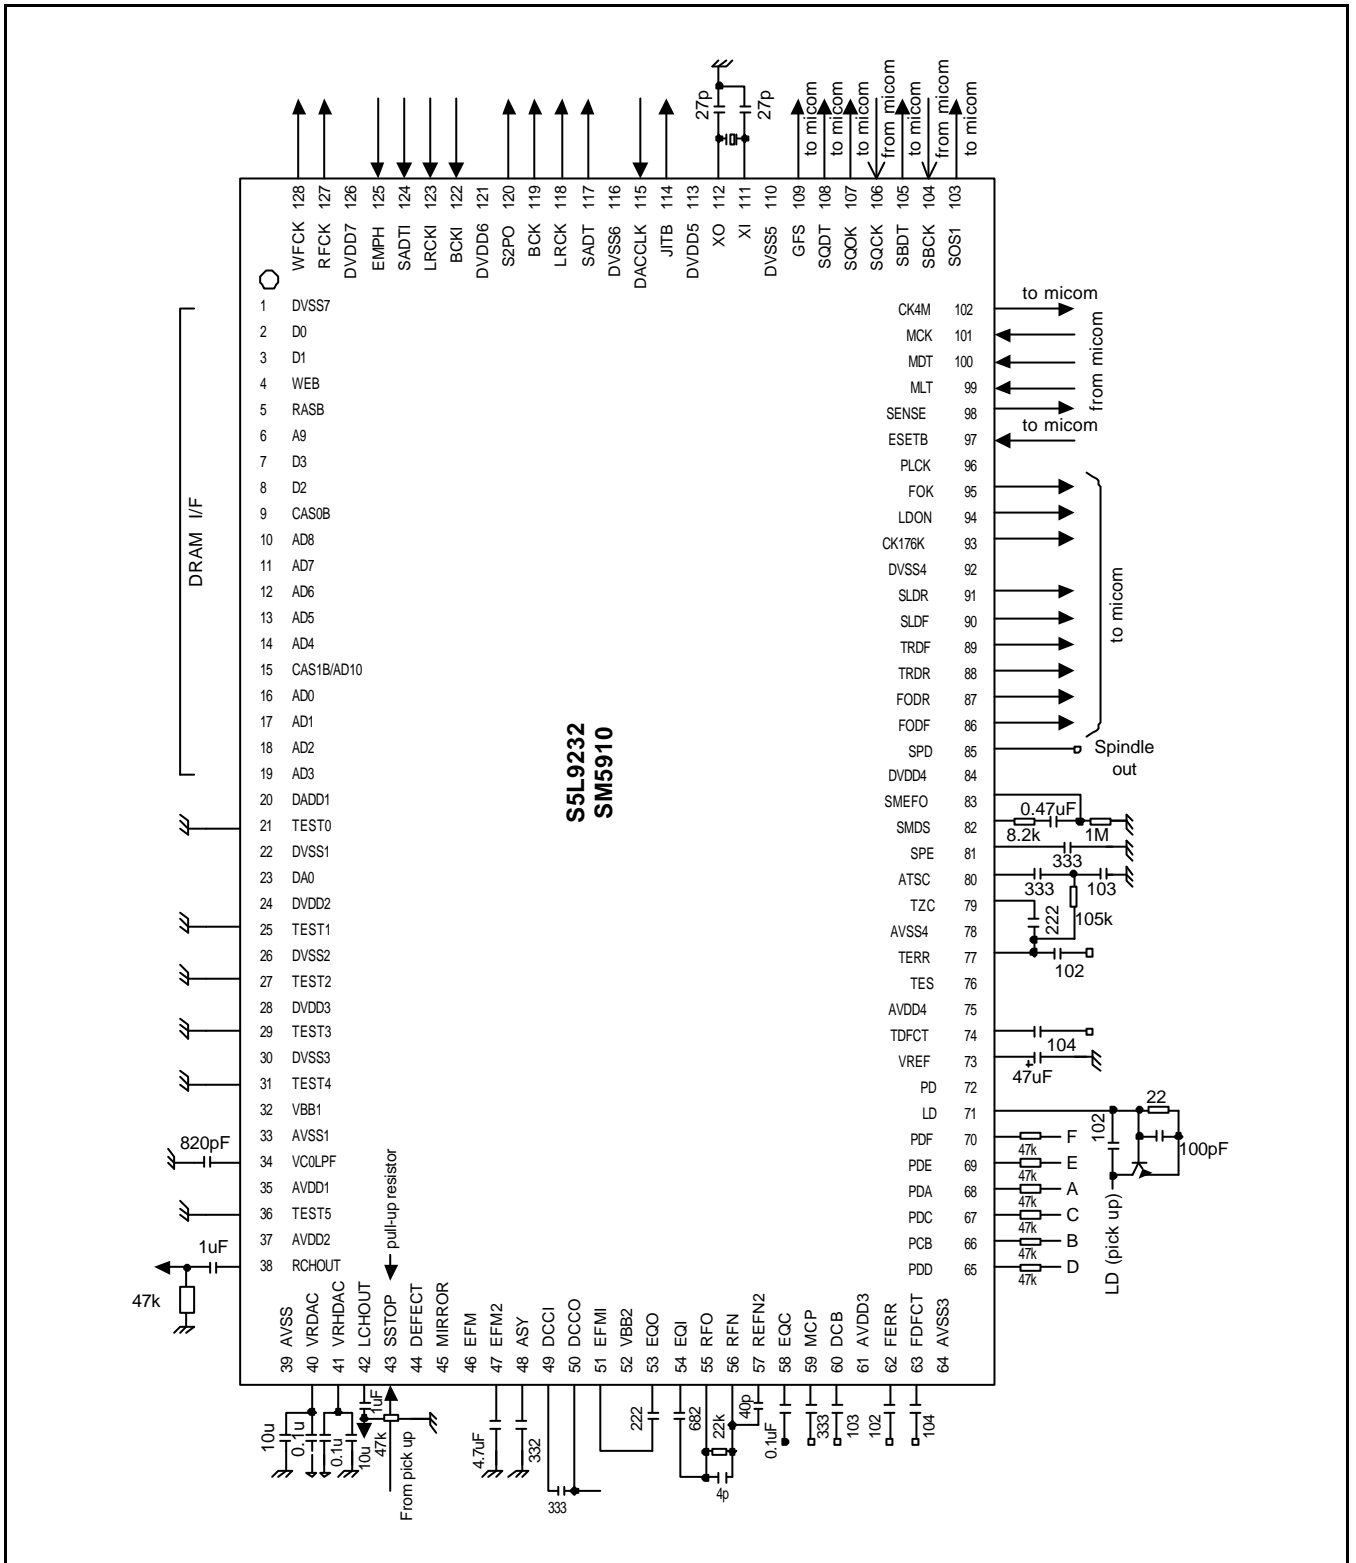 27p
27p
to micom
to micom
to micom
from micom
to micom
from micom
to micom
128 127 126 125 124 123 122 121 120 119 118 117 116 115 114 113 112 111 110 109 108 107 106 105 104 103
WFCK RFCK DVDD7 EMPH SADTI LRCKI BCKI DVDD6 S2PO BCK LRCK SADT DVSS6 DACCLK JITB DVDD5 XO XI DVSS5 GFS SQDT SQOK SQCK SBDT SBCK SOS1
DRAM I/F
1 DVSS7
2 D0
3 D1
4 WEB
5 RASB
6 A9
7 D3
8 D2
9 CAS0B
10 AD8
11 AD7
12 AD6
13 AD5
14 AD4
15 CAS1B/AD10
16 AD0
17 AD1
18 AD2
19 AD3
20 DADD1
21 TEST0
22 DVSS1
23 DA0
24 DVDD2
25 TEST1
26 DVSS2
27 TEST2
28 DVDD3
29 TEST3
30 DVSS3
31 TEST4
32 VBB1
33 AVSS1
820pF
34 VC0LPF
35 AVDD1
36 TEST5
37 AVDD2
1uF
38 RCHOUT
47k
S5L9232
SM5910
CK4M 102
to micom
MCK 101
MDT 100
MLT 99
from micom
SENSE 98
to micom
ESETB 97
PLCK 96
FOK 95
LDON 94
CK176K 93
DVSS4 92
SLDR 91
SLDF 90
TRDF 89
TRDR 88
FODR 87
FODF 86
to micom
SPD 85
Spindle
out
DVDD4 84
SMEFO 83
0.47uF
SMDS 82
8.2k
1M
SPE 81
333
ATSC 80
333
103
TZC 79
222
105k
AVSS4 78
TERR 77
102
TES 76
AVDD4 75
TDFCT 74
104
VREF 73
+
47uF
PD 72
LD 71
102
22
100pF
LD (pick up)
PDF 70
47k
F
PDE 69
47k
E
PDA 68
47k
A
PDC 67
47k
C
PCB 66
47k
B
PDD 65
47k
D
pull-up resistor
AVSS VRDAC VRHDAC LCHOUT SSTOP DEFECT MIRROR EFM EFM2 ASY DCCI DCCO EFMI VBB2 EQO EQI RFO RFN REFN2 EQC MCP DCB AVDD3 FERR FDFCT AVSS3
39 40 41 42 43 44 45 46 47 48 49 50 51 52 53 54 55 56 57 58 59 60 61 62 63 64
10u
0.1u
0.1u
10u
1uF
47k
From pick up
4.7uF
332
333
222
682
22k
4p
40p
0.1uF
333
103
102
104